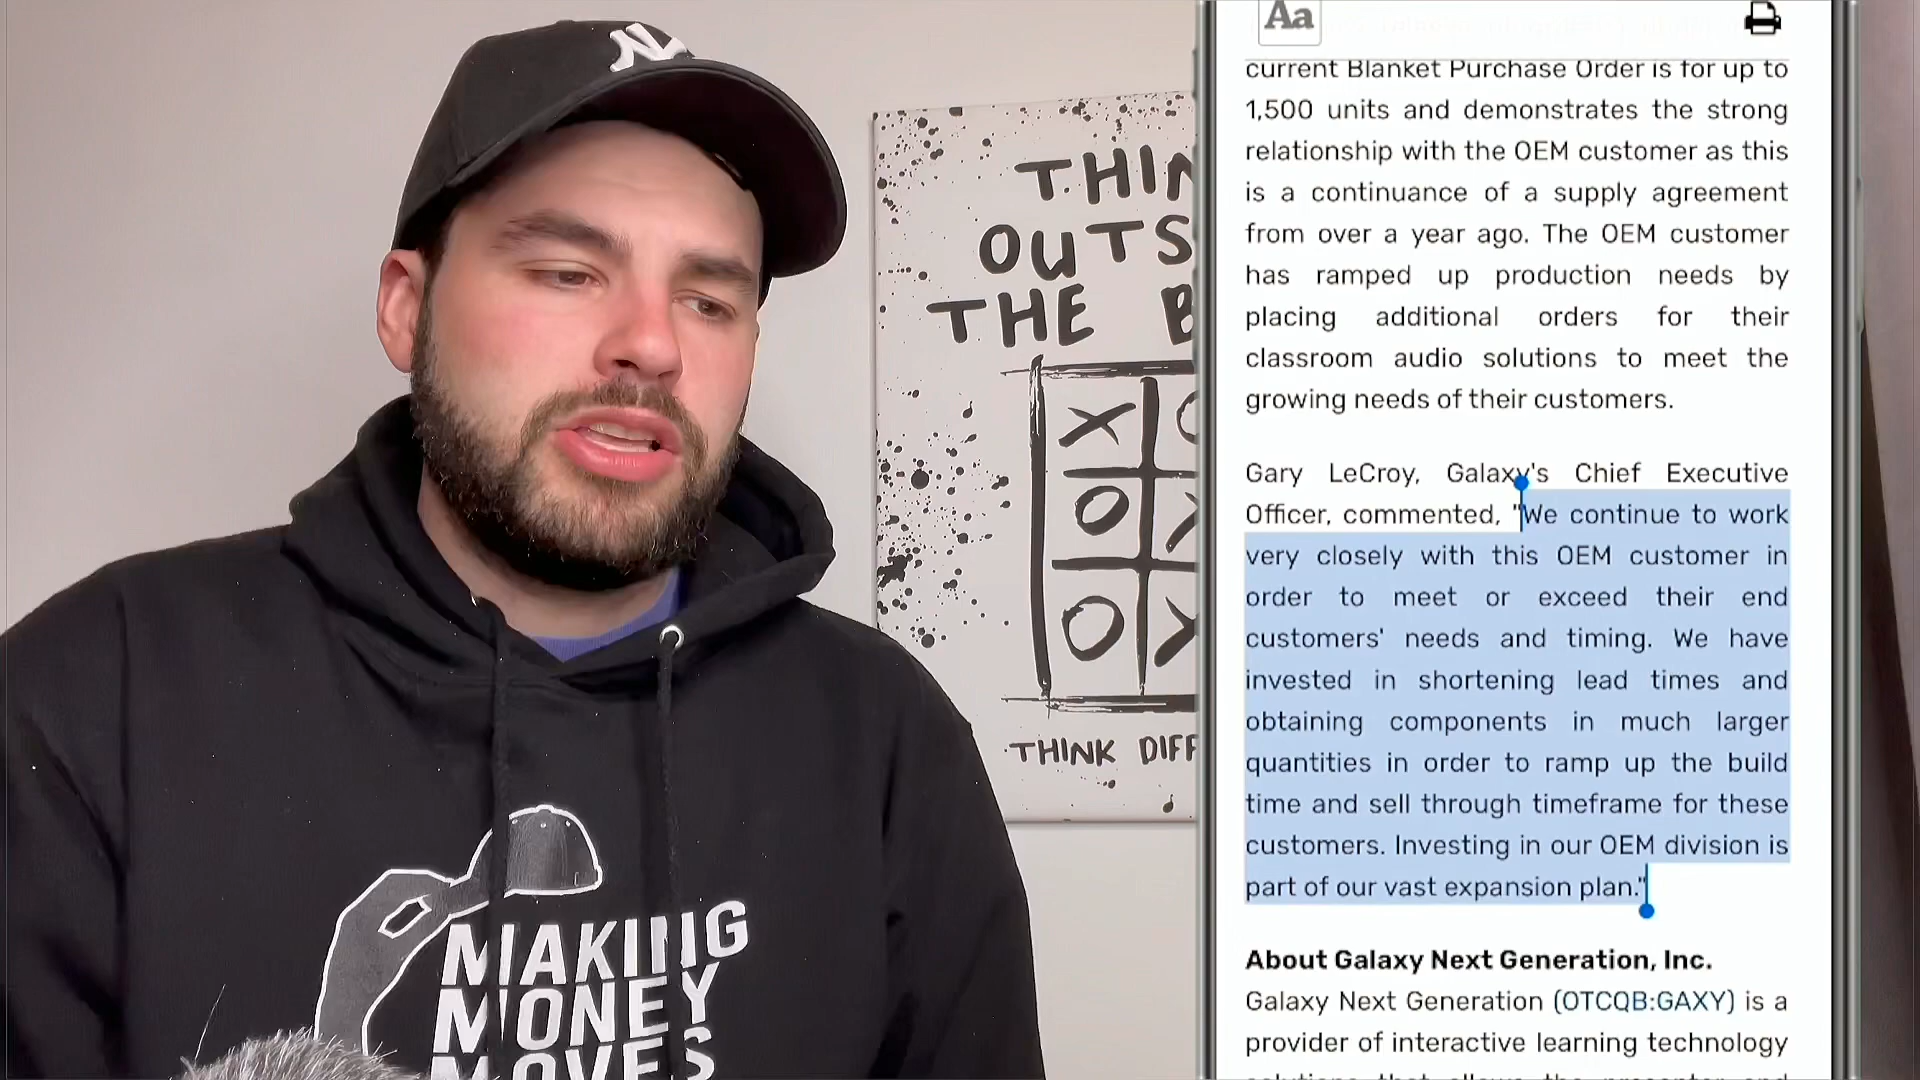 NY
THIN
OUTS
THE B
X
O
O
X
THINK DIFF
MAKING
MONEY
MOVES
Aa
current Blanket Purchase Order is for up to
1,500 units and demonstrates the strong
relationship with the OEM customer as this
is a continuance of a supply agreement
from over a year ago. The OEM customer
has ramped up production needs by
placing additional orders for their
classroom audio solutions to meet the
growing needs of their customers.
Gary LeCroy, Galaxy's Chief Executive
Officer, commented, "We continue to work
very closely with this OEM customer in
order to meet or exceed their end
customers' needs and timing. We have
invested in shortening lead times and
obtaining components in much larger
quantities in order to ramp up the build
time and sell through timeframe for these
customers. Investing in our OEM division is
part of our vast expansion plan."
About Galaxy Next Generation, Inc.
Galaxy Next Generation (OTCQB:GAXY) is a
provider of interactive learning technology
solutions that allows the presenter and